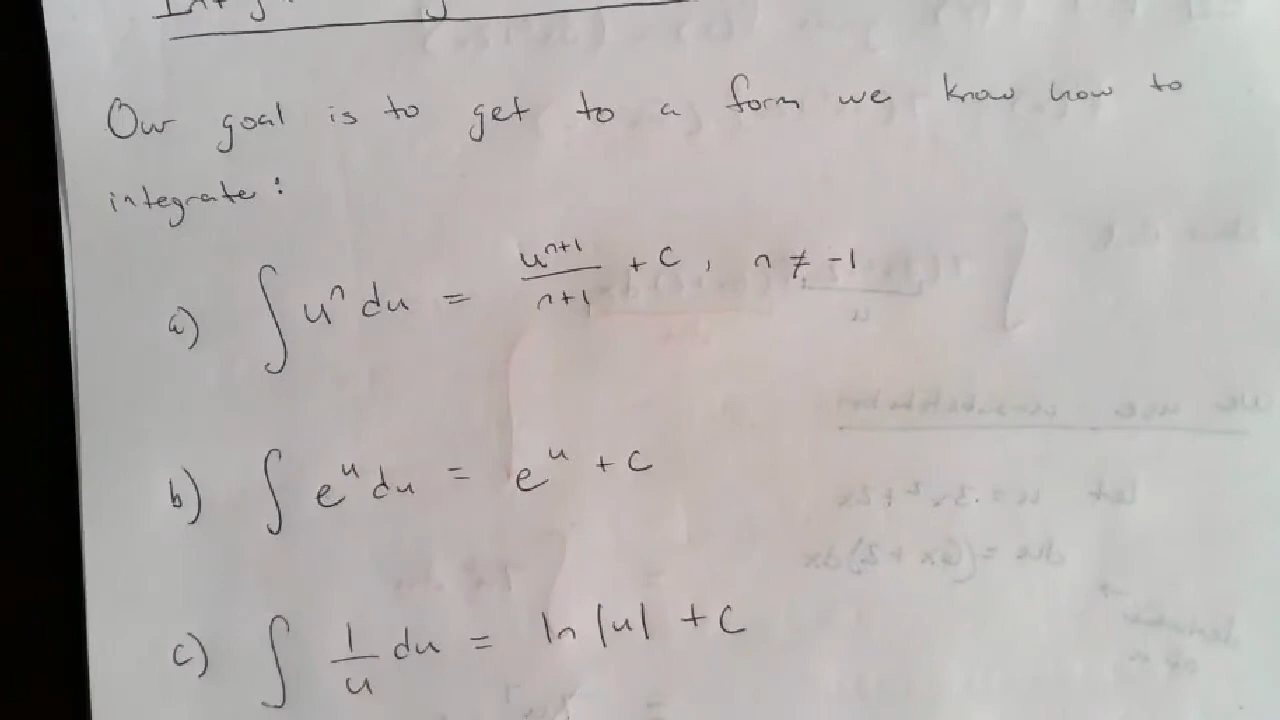 Our goal is to get to a form we know how to
integrate:
a) ∫ uⁿ du = uⁿ⁺¹/n+1 + C, n ≠ -1
b) ∫ eᵘ du = eᵘ + C
c) ∫ 1/u du = ln |u| + C